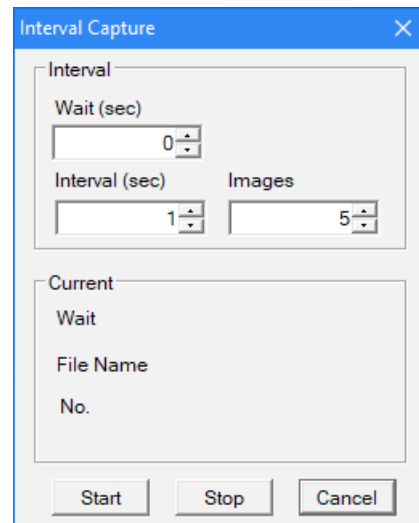 Interval Capture
Interval
Wait (sec)
0
Interval (sec) Images
1 5
Current
Wait
File Name
No.
Start Stop Cancel